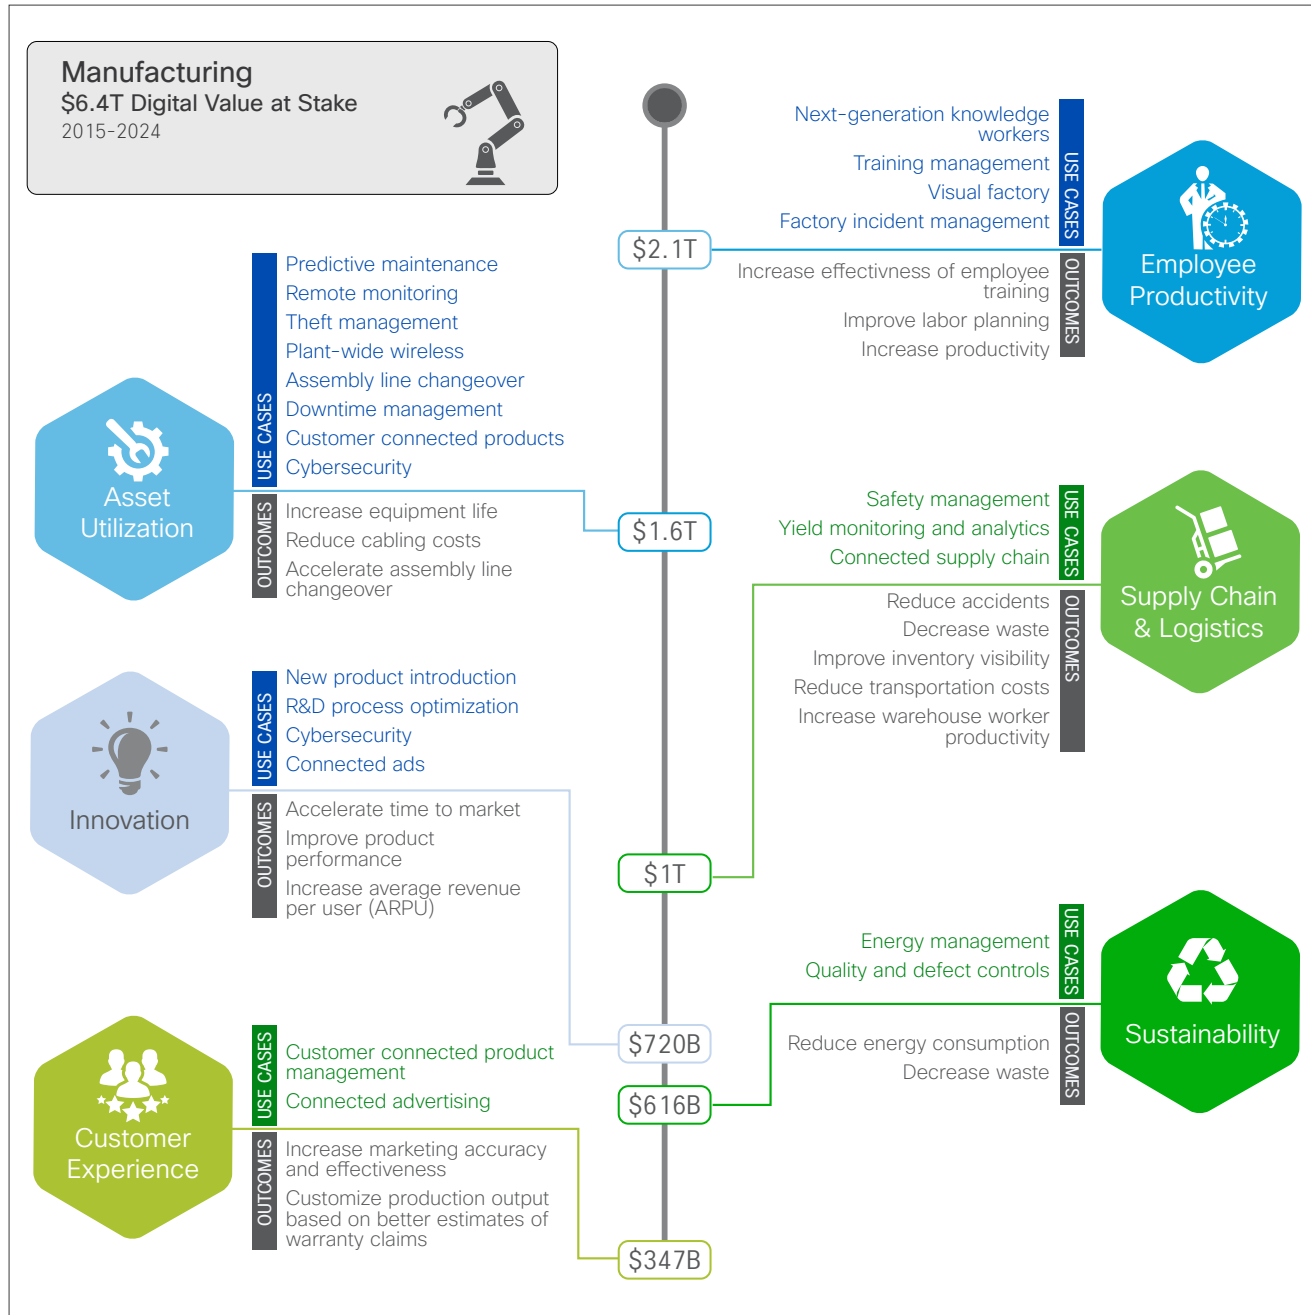 Manufacturing
$6.4T Digital Value at Stake
2015-2024
Next-generation knowledge
workers
Training management
Visual factory
Factory incident management
USE CASES
$2.1T
Increase effectivness of employee
training
Improve labor planning
Increase productivity
OUTCOMES
Employee
Productivity
Predictive maintenance
Remote monitoring
Theft management
Plant-wide wireless
Assembly line changeover
Downtime management
Customer connected products
Cybersecurity
USE CASES
Asset
Utilization
OUTCOMES
Increase equipment life
Reduce cabling costs
Accelerate assembly line
changeover
$1.6T
Safety management
Yield monitoring and analytics
Connected supply chain
USE CASES
Supply Chain
& Logistics
Reduce accidents
Decrease waste
Improve inventory visibility
Reduce transportation costs
Increase warehouse worker
productivity
OUTCOMES
$1T
New product introduction
R&D process optimization
Cybersecurity
Connected ads
USE CASES
Innovation
OUTCOMES
Accelerate time to market
Improve product
performance
Increase average revenue
per user (ARPU)
$720B
Energy management
Quality and defect controls
USE CASES
Sustainability
Reduce energy consumption
Decrease waste
OUTCOMES
$616B
USE CASES
Customer connected product
management
Connected advertising
Customer
Experience
OUTCOMES
Increase marketing accuracy
and effectiveness
Customize production output
based on better estimates of
warranty claims
$347B